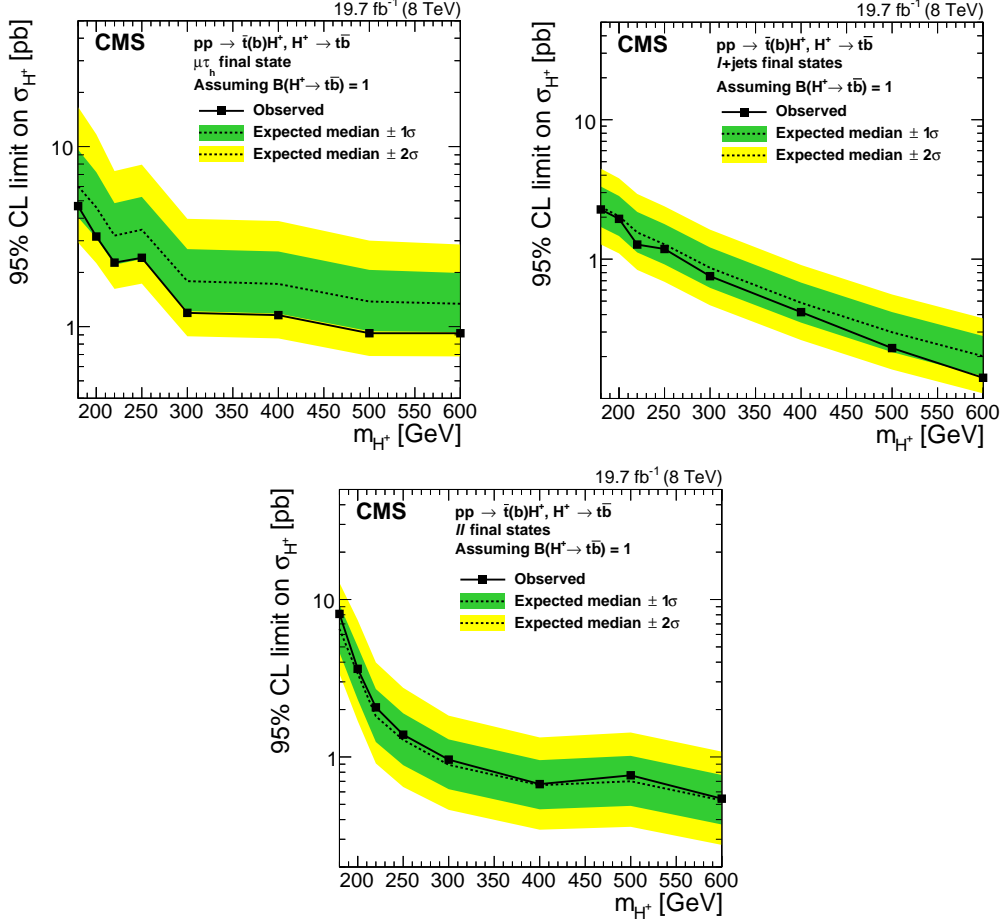 19.7 fb⁻¹ (8 TeV)
CMS
pp → t̄(b)H⁺, H⁺ → tb̄
μτₕ final state
Assuming B(H⁺→ tb̄) = 1
Observed
Expected median ± 1σ
Expected median ± 2σ
95% CL limit on σ_H⁺ [pb]
10
1
200 250 300 350 400 450 500 550 600
m_H⁺ [GeV]
19.7 fb⁻¹ (8 TeV)
CMS
pp → t̄(b)H⁺, H⁺ → tb̄
l+jets final states
Assuming B(H⁺→ tb̄) = 1
Observed
Expected median ± 1σ
Expected median ± 2σ
95% CL limit on σ_H⁺ [pb]
10
1
200 250 300 350 400 450 500 550 600
m_H⁺ [GeV]
19.7 fb⁻¹ (8 TeV)
CMS
pp → t̄(b)H⁺, H⁺ → tb̄
ll final states
Assuming B(H⁺→ tb̄) = 1
Observed
Expected median ± 1σ
Expected median ± 2σ
95% CL limit on σ_H⁺ [pb]
10
1
200 250 300 350 400 450 500 550 600
m_H⁺ [GeV]